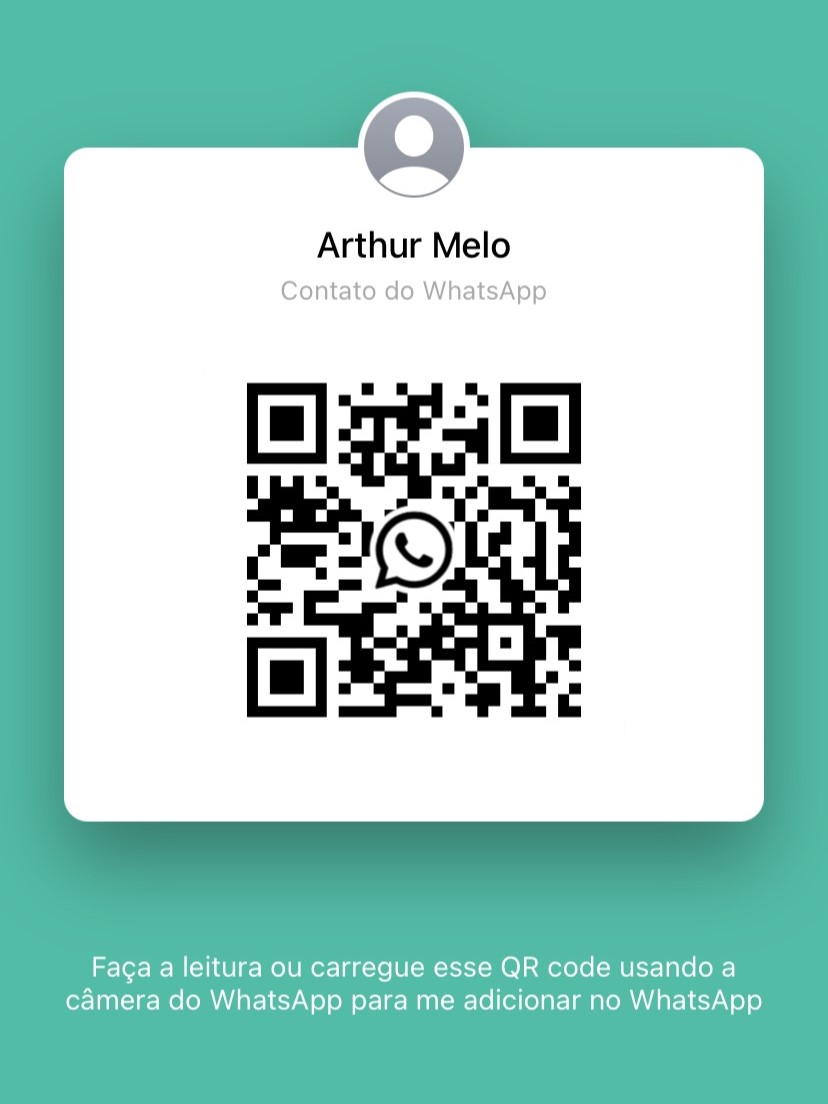 Arthur Melo
Contato do WhatsApp
Faça a leitura ou carregue esse QR code usando a
câmera do WhatsApp para me adicionar no WhatsApp